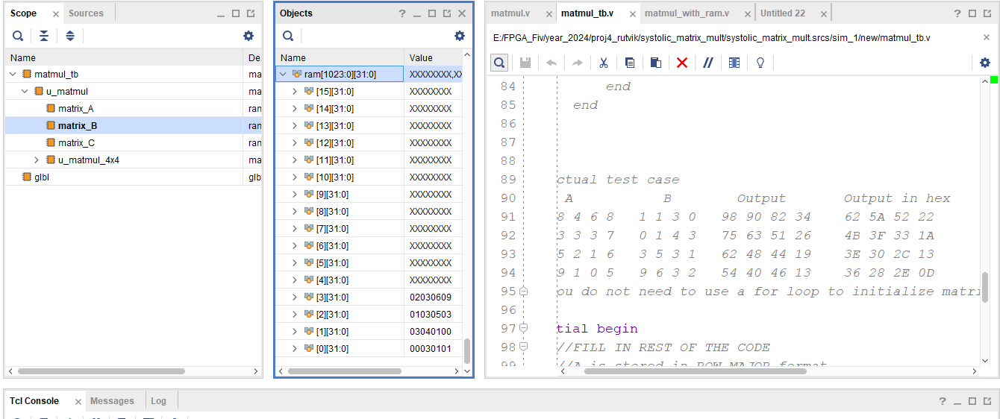 Scope Sources
Name De
matmul_tb ma
u_matmul ma
matrix_A ran
matrix_B ran
matrix_C ran
u_matmul_4x4 ma
glbl glb
Objects
Name Value
ram[1023:0][31:0] XXXXXXXX,XX
[15][31:0] XXXXXXXX
[14][31:0] XXXXXXXX
[13][31:0] XXXXXXXX
[12][31:0] XXXXXXXX
[11][31:0] XXXXXXXX
[10][31:0] XXXXXXXX
[9][31:0] XXXXXXXX
[8][31:0] XXXXXXXX
[7][31:0] XXXXXXXX
[6][31:0] XXXXXXXX
[5][31:0] XXXXXXXX
[4][31:0] XXXXXXXX
[3][31:0] 02030609
[2][31:0] 01030503
[1][31:0] 03040100
[0][31:0] 00030101
matmul.v matmul_tb.v matmul_with_ram.v Untitled 22
E:/FPGA_Fiv/year_2024/proj4_rutvik/systolic_matrix_mult/systolic_matrix_mult.srcs/sim_1/new/matmul_tb.v
84 end
85 end
86
87
88
89 ctual test case
90 A B Output Output in hex
91 8 4 6 8 1 1 3 0 98 90 82 34 62 5A 52 22
92 3 3 3 7 0 1 4 3 75 63 51 26 4B 3F 33 1A
93 5 2 1 6 3 5 3 1 62 48 44 19 3E 30 2C 13
94 9 1 0 5 9 6 3 2 54 40 46 13 36 28 2E 0D
95 ou do not need to use a for loop to initialize matri
96
97 tial begin
98 //FILL IN REST OF THE CODE
99 //A is stored in ROW MAJOR format
Tcl Console Messages Log